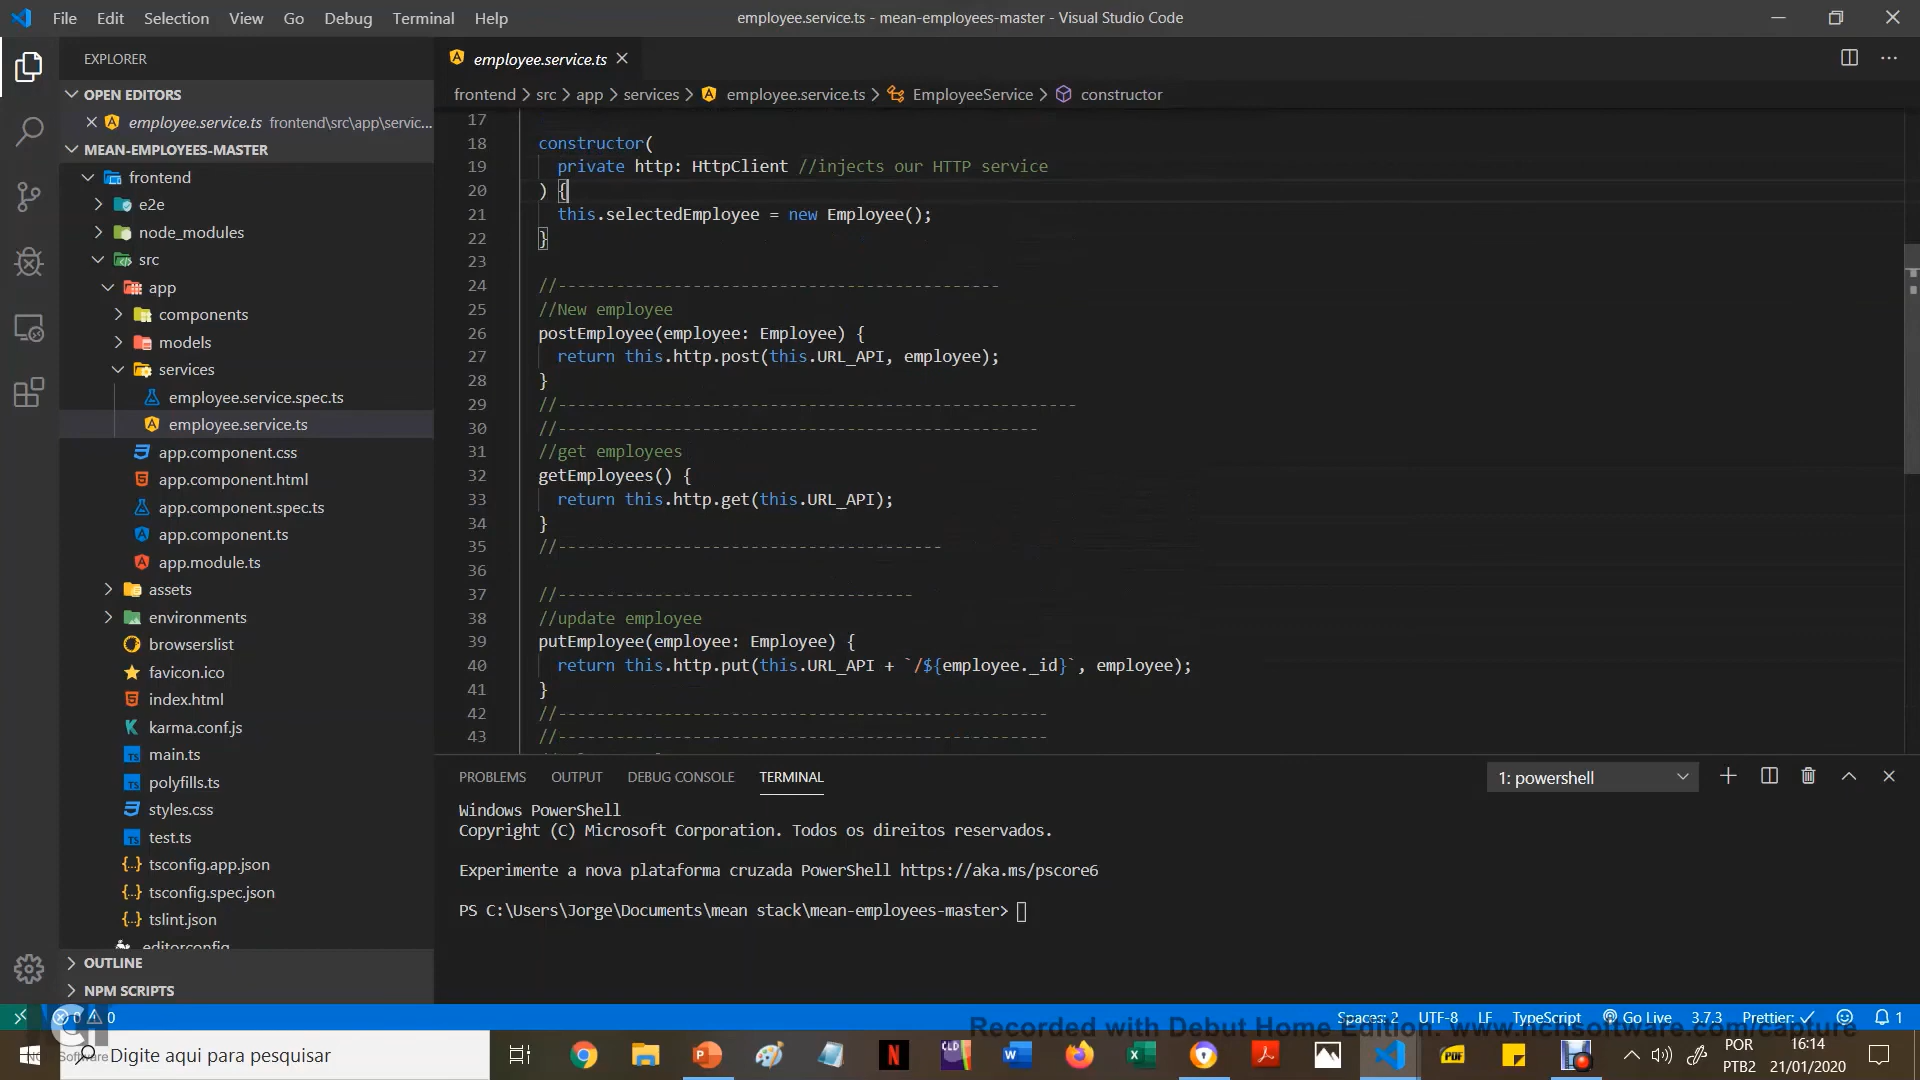 File Edit Selection View Go Debug Terminal Help
employee.service.ts - mean-employees-master - Visual Studio Code
EXPLORER
OPEN EDITORS
employee.service.ts frontend\src\app\servic...
MEAN-EMPLOYEES-MASTER
frontend
e2e
node_modules
src
app
components
models
services
employee.service.spec.ts
employee.service.ts
app.component.css
app.component.html
app.component.spec.ts
app.component.ts
app.module.ts
assets
environments
browserslist
favicon.ico
index.html
karma.conf.js
main.ts
polyfills.ts
styles.css
test.ts
tsconfig.app.json
tsconfig.spec.json
tslint.json
.editorconfig
OUTLINE
NPM SCRIPTS
employee.service.ts
frontend > src > app > services > employee.service.ts > EmployeeService > constructor
17
18 constructor(
19 private http: HttpClient //injects our HTTP service
20 ) {
21 this.selectedEmployee = new Employee();
22 }
23
24 //----------------------------------------------
25 //New employee
26 postEmployee(employee: Employee) {
27 return this.http.post(this.URL_API, employee);
28 }
29 //------------------------------------------------------
30 //--------------------------------------------------
31 //get employees
32 getEmployees() {
33 return this.http.get(this.URL_API);
34 }
35 //----------------------------------------
36
37 //-------------------------------------
38 //update employee
39 putEmployee(employee: Employee) {
40 return this.http.put(this.URL_API + `/${employee._id}`, employee);
41 }
42 //---------------------------------------------------
43 //---------------------------------------------------
PROBLEMS OUTPUT DEBUG CONSOLE TERMINAL
1: powershell
Windows PowerShell
Copyright (C) Microsoft Corporation. Todos os direitos reservados.
Experimente a nova plataforma cruzada PowerShell https://aka.ms/pscore6
PS C:\Users\Jorge\Documents\mean stack\mean-employees-master>
0 0
Spaces: 2 UTF-8 LF TypeScript Go Live 3.7.3 Prettier: ✓ 1
Recorded with Debut Home Edition. www.nchsoftware.com/capture
NCH Software
Digite aqui para pesquisar
POR
PTB2
16:14
21/01/2020